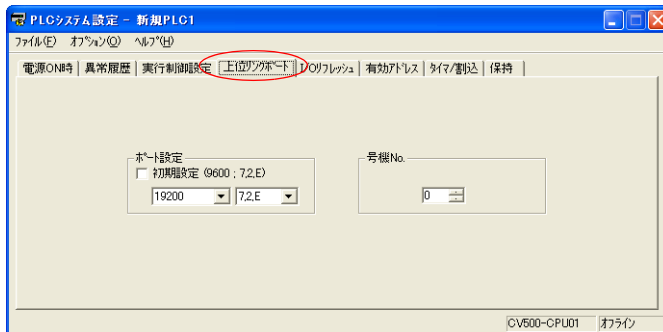 PLCシステム設定 - 新規PLC1
ファイル(F) オプション(O) ヘルプ(H)
電源ON時 異常履歴 実行制御設定 上位リンクポート I/Oリフレッシュ 有効アドレス タイマ/割込 保持
ポート設定
初期設定 (9600 ; 7,2,E)
19200 7,2,E
号機No.
0
CV500-CPU01 オフライン